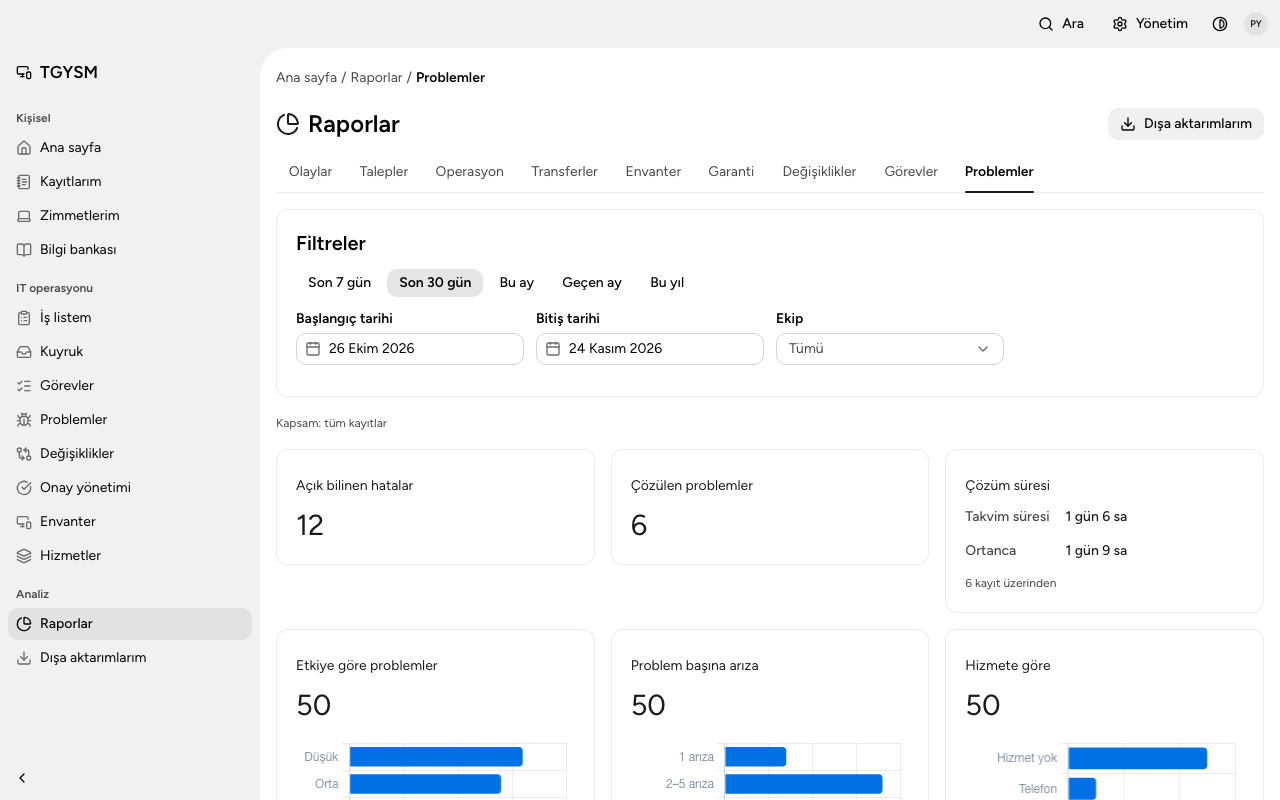 Ara
Yönetim
PY
TGYSM
Kişisel
Ana sayfa
Kayıtlarım
Zimmetlerim
Bilgi bankası
IT operasyonu
İş listem
Kuyruk
Görevler
Problemler
Değişiklikler
Onay yönetimi
Envanter
Hizmetler
Analiz
Raporlar
Dışa aktarımlarım
Ana sayfa / Raporlar / Problemler
Raporlar
Dışa aktarımlarım
Olaylar Talepler Operasyon Transferler Envanter Garanti Değişiklikler Görevler Problemler
Filtreler
Son 7 gün Son 30 gün Bu ay Geçen ay Bu yıl
Başlangıç tarihi Bitiş tarihi Ekip
26 Ekim 2026 24 Kasım 2026 Tümü
Kapsam: tüm kayıtlar
Açık bilinen hatalar
12
Çözülen problemler
6
Çözüm süresi
Takvim süresi 1 gün 6 sa
Ortanca 1 gün 9 sa
6 kayıt üzerinden
Etkiye göre problemler
50
Düşük
Orta
Problem başına arıza
50
1 arıza
2–5 arıza
Hizmete göre
50
Hizmet yok
Telefon